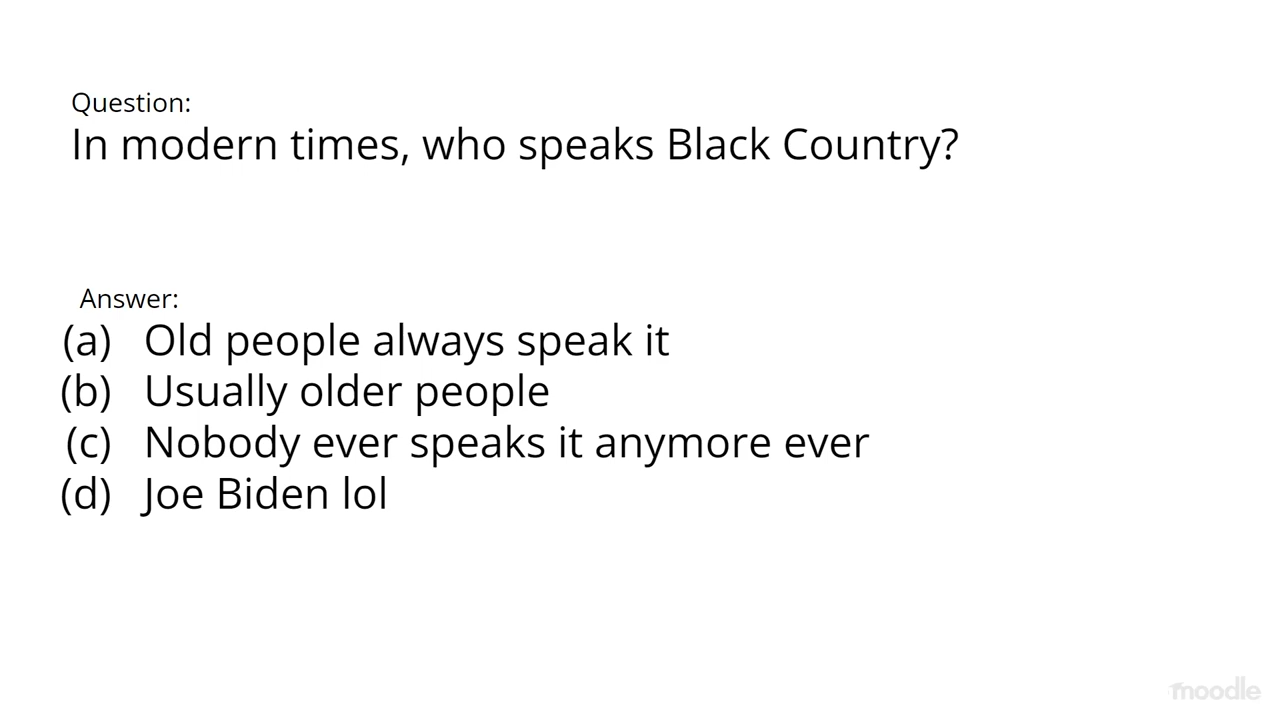 Question:
In modern times, who speaks Black Country?
Answer:
(a) Old people always speak it
(b) Usually older people
(c) Nobody ever speaks it anymore ever
(d) Joe Biden lol
moodle